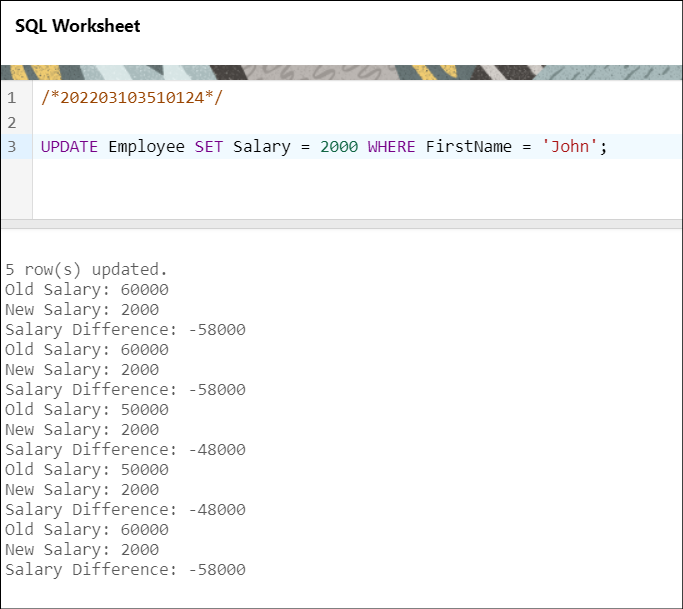 SQL Worksheet
1 /*202203103510124*/
2
3 UPDATE Employee SET Salary = 2000 WHERE FirstName = 'John';
5 row(s) updated.
Old Salary: 60000
New Salary: 2000
Salary Difference: -58000
Old Salary: 60000
New Salary: 2000
Salary Difference: -58000
Old Salary: 50000
New Salary: 2000
Salary Difference: -48000
Old Salary: 50000
New Salary: 2000
Salary Difference: -48000
Old Salary: 60000
New Salary: 2000
Salary Difference: -58000